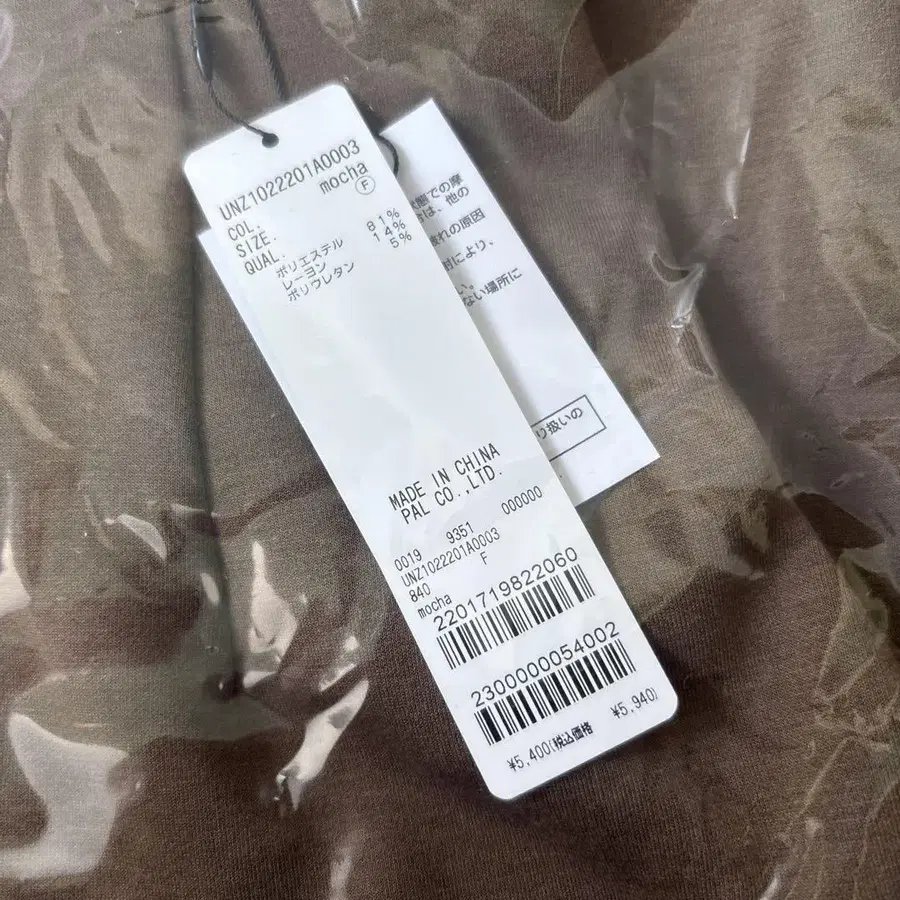 UNZ1022201A0003
COL. mocha
SIZE. Ⓕ
QUAL.
ポリエステル 81%
レーヨン 14%
ポリウレタン 5%
MADE IN CHINA
PAL CO.,LTD.
0019 9351 000000
UNZ1022201A0003
840 F
mocha
2201719822060
2300000054002
¥5,400(税込価格 ¥5,940)
状態での摩
は、他の
の原因
により、
ない場所に
り扱いの